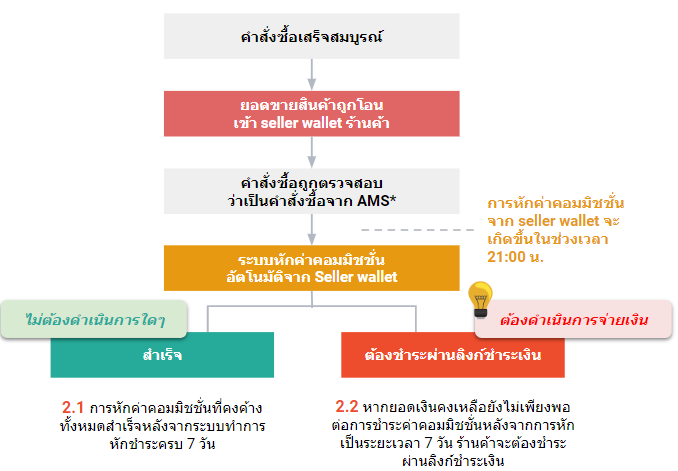 คำสั่งซื้อเสร็จสมบูรณ์
ยอดขายสินค้าถูกโอน
เข้า seller wallet ร้านค้า
คำสั่งซื้อถูกตรวจสอบ
ว่าเป็นคำสั่งซื้อจาก AMS*
การหักค่าคอมมิชชั่น
จาก seller wallet จะ
เกิดขึ้นในช่วงเวลา
21:00 น.
ระบบหักค่าคอมมิชชั่น
อัตโนมัติจาก Seller wallet
ไม่ต้องดำเนินการใดๆ
ต้องดำเนินการจ่ายเงิน
สำเร็จ
ต้องชำระผ่านลิงก์ชำระเงิน
2.1 การหักค่าคอมมิชชั่นที่คงค้าง
ทั้งหมดสำเร็จหลังจากระบบทำการ
หักชำระครบ 7 วัน
2.2 หากยอดเงินคงเหลือยังไม่เพียงพอ
ต่อการชำระค่าคอมมิชชั่นหลังจากการหัก
เป็นระยะเวลา 7 วัน ร้านค้าจะต้องชำระ
ผ่านลิงก์ชำระเงิน